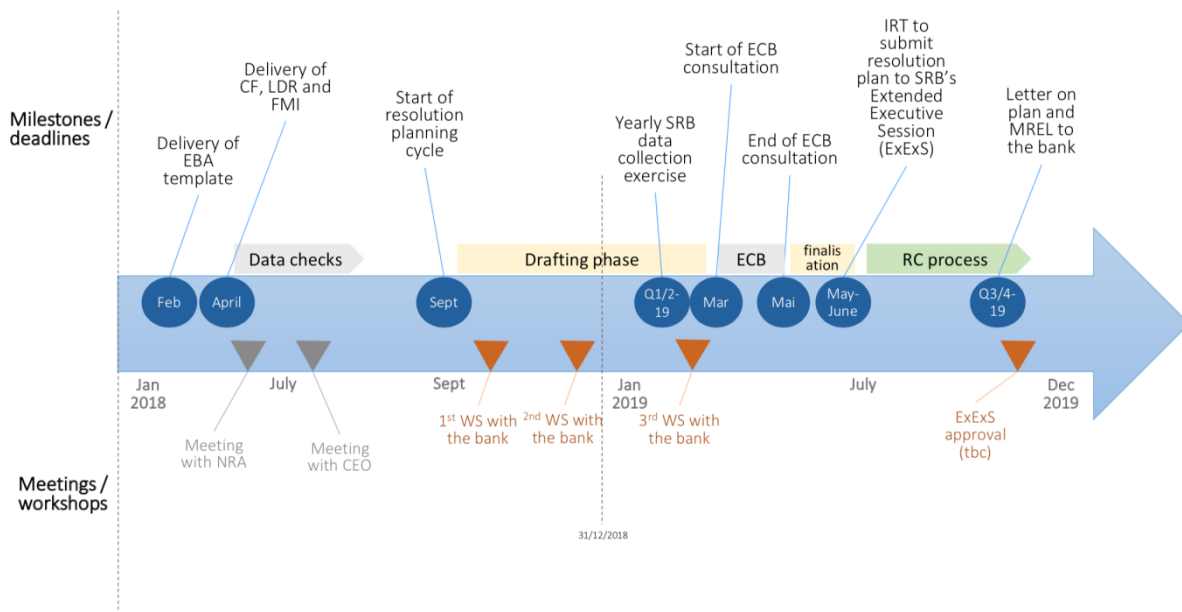 Milestones /
deadlines
Delivery of
EBA
template
Delivery of
CF, LDR and
FMI
Start of
resolution
planning
cycle
Yearly SRB
data
collection
exercise
Start of ECB
consultation
End of ECB
consultation
IRT to
submit
resolution
plan to SRB’s
Extended
Executive
Session
(ExExS)
Letter on
plan and
MREL to
the bank
Data checks
Drafting phase
ECB
finalis
ation
RC process
Feb
April
Sept
Q1/2-
19
Mar
Mai
May-
June
Q3/4-
19
Jan
2018
July
Sept
Jan
2019
July
Dec
2019
Meeting
with NRA
Meeting
with CEO
1st WS with
the bank
2nd WS with
the bank
3rd WS with
the bank
ExExS
approval
(tbc)
Meetings /
workshops
31/12/2018